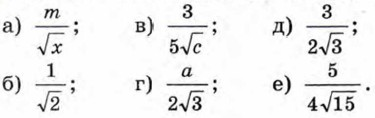 а) m/√x; в) 3/(5√c); д) 3/(2√3);
б) 1/√2; г) a/(2√3); е) 5/(4√15).